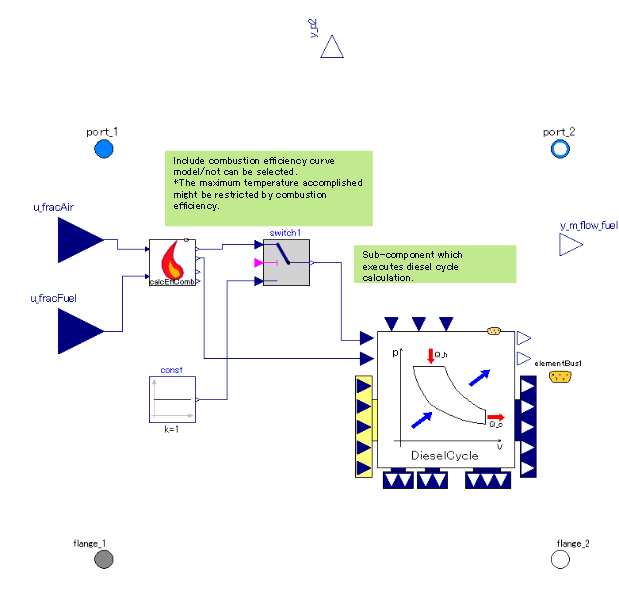 y_p2
port_1
port_2
Include combustion efficiency curve
model/not can be selected.
*The maximum temperature accomplished
might be restricted by combustion
efficiency.
u_fracAir
switch1
y_m_flow_fuel
Sub-component which
executes diesel cycle
calculation.
calcEffComb
u_fracFuel
elementBus1
const
k=1
p
Q_h
Q_c
v
DieselCycle
flange_1
flange_2